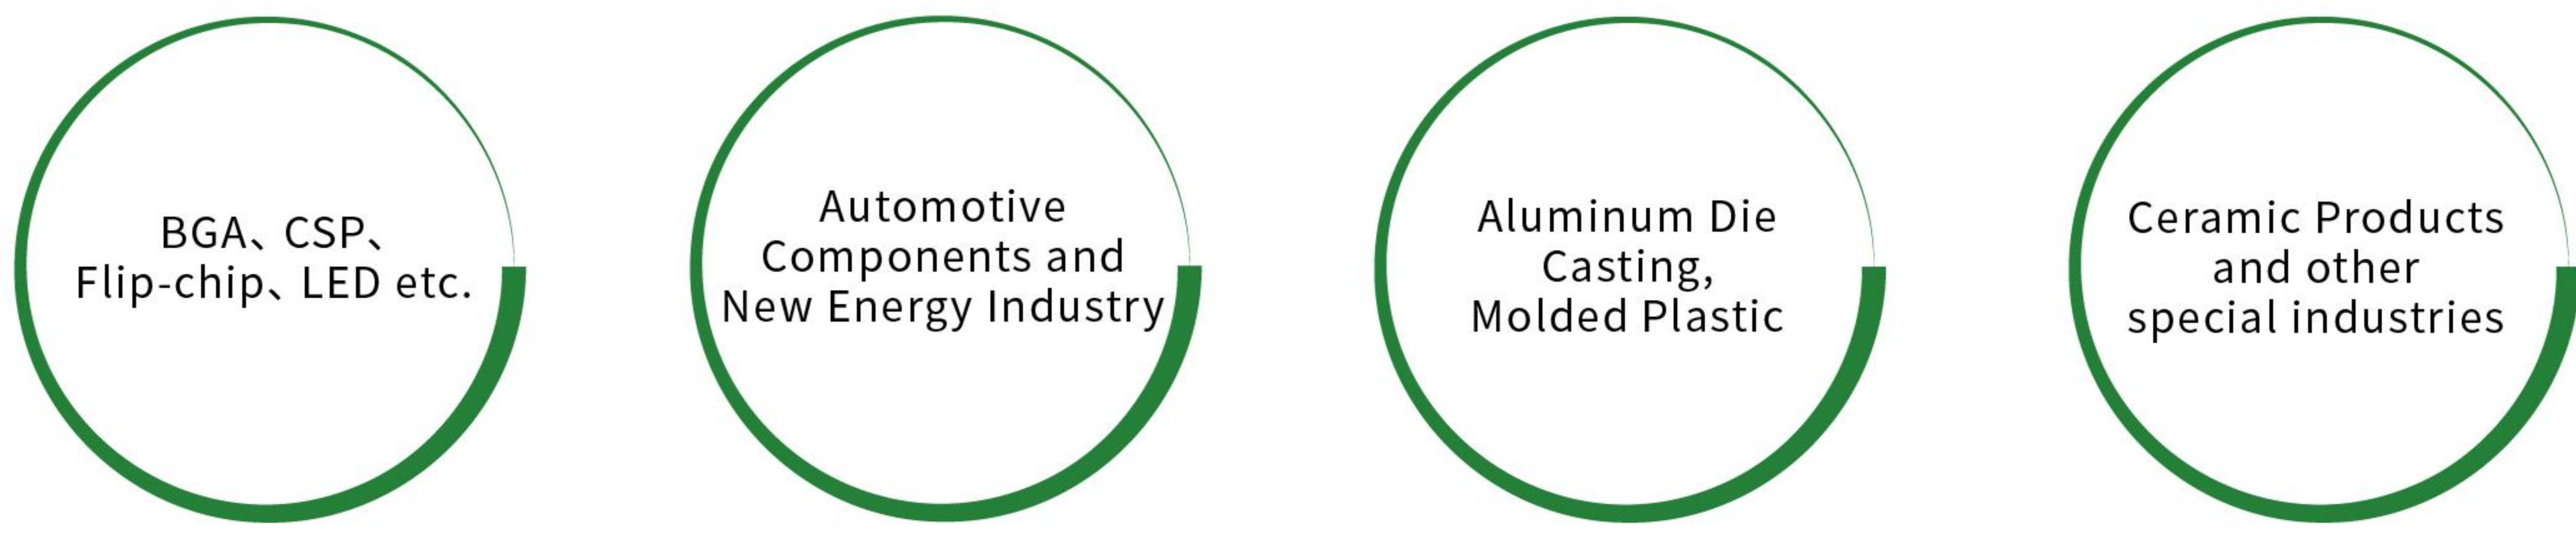 BGA、CSP、
Flip-chip、LED etc.
Automotive
Components and
New Energy Industry
Aluminum Die
Casting,
Molded Plastic
Ceramic Products
and other
special industries